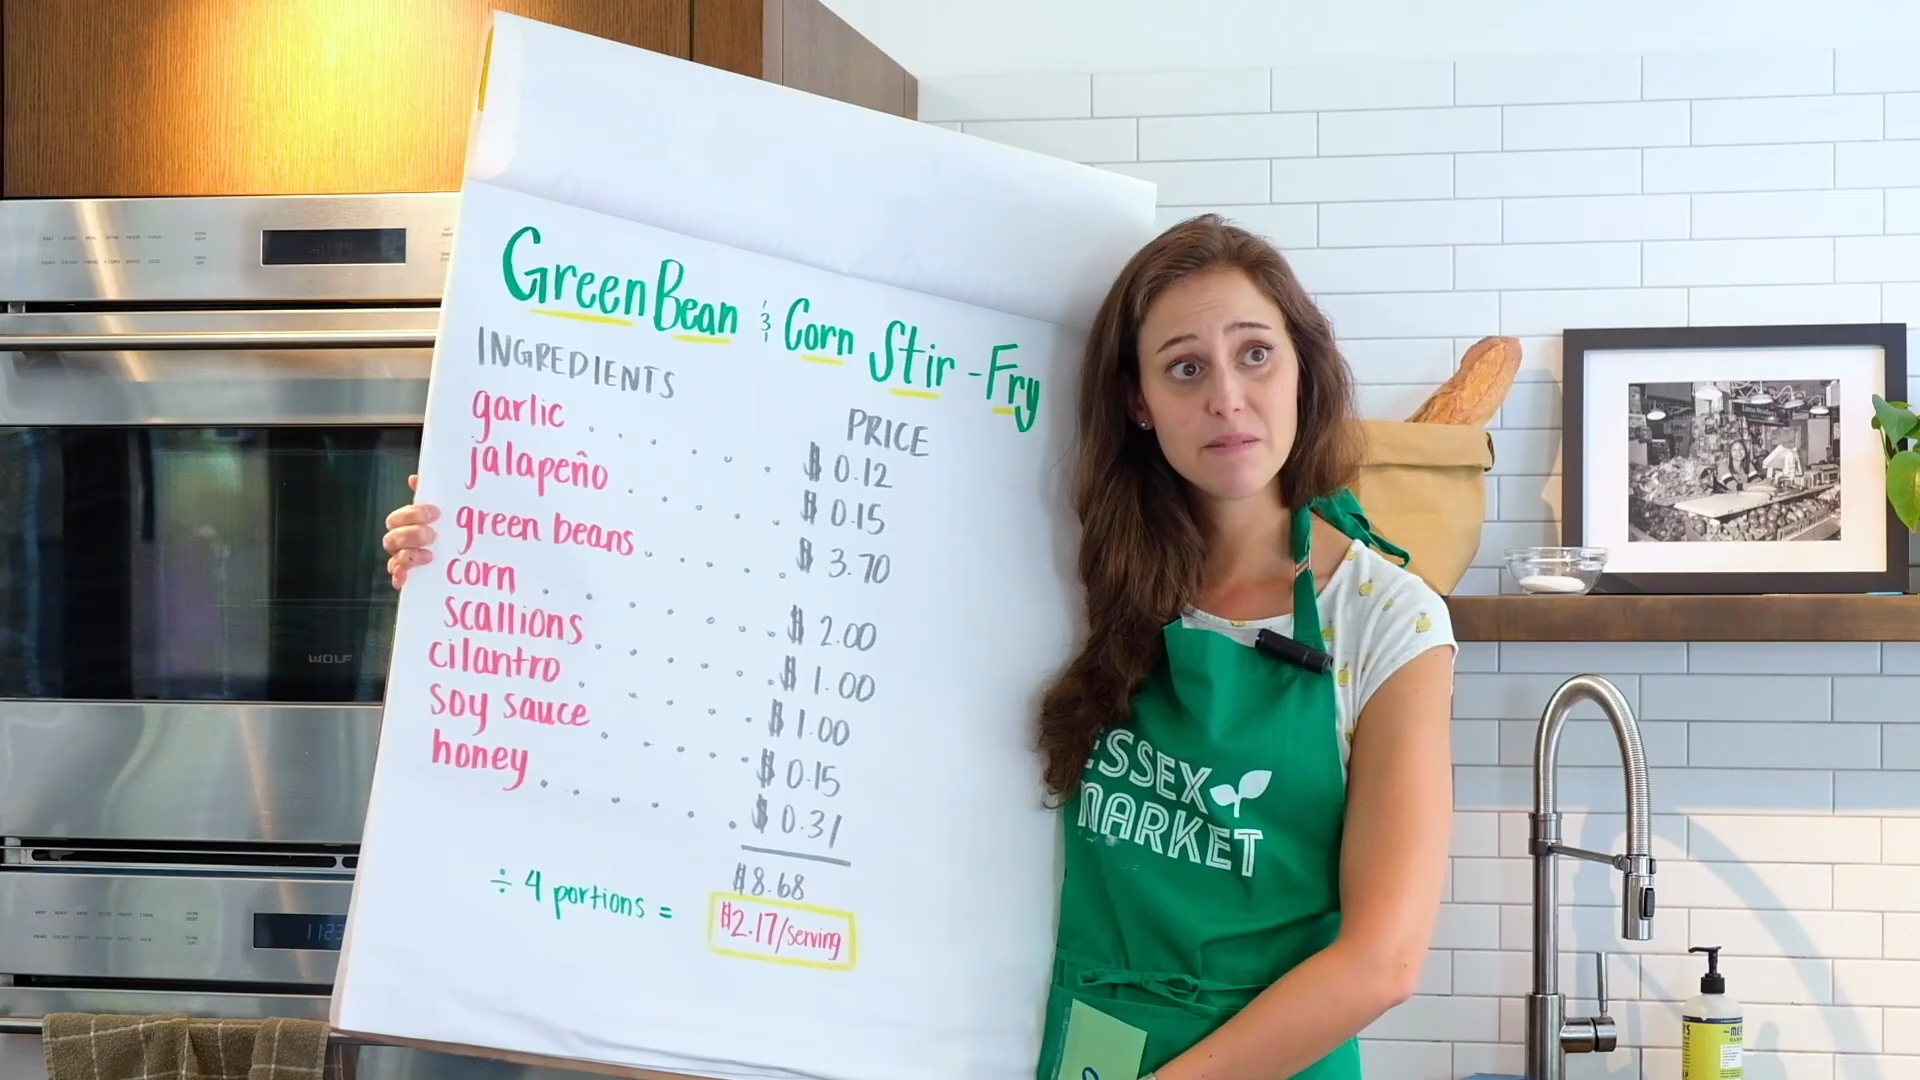 Green Bean & Corn Stir-Fry
INGREDIENTS PRICE
garlic . . . . . . $ 0.12
jalapeño . . . . . $ 0.15
green beans . . . . . $ 3.70
corn . . . . . . . $ 2.00
scallions . . . . . . $ 1.00
cilantro . . . . . $ 1.00
soy sauce . . . . . $ 0.15
honey . . . . . . $ 0.31
$8.68
÷ 4 portions = $2.17/serving
ESSEX
MARKET
WOLF